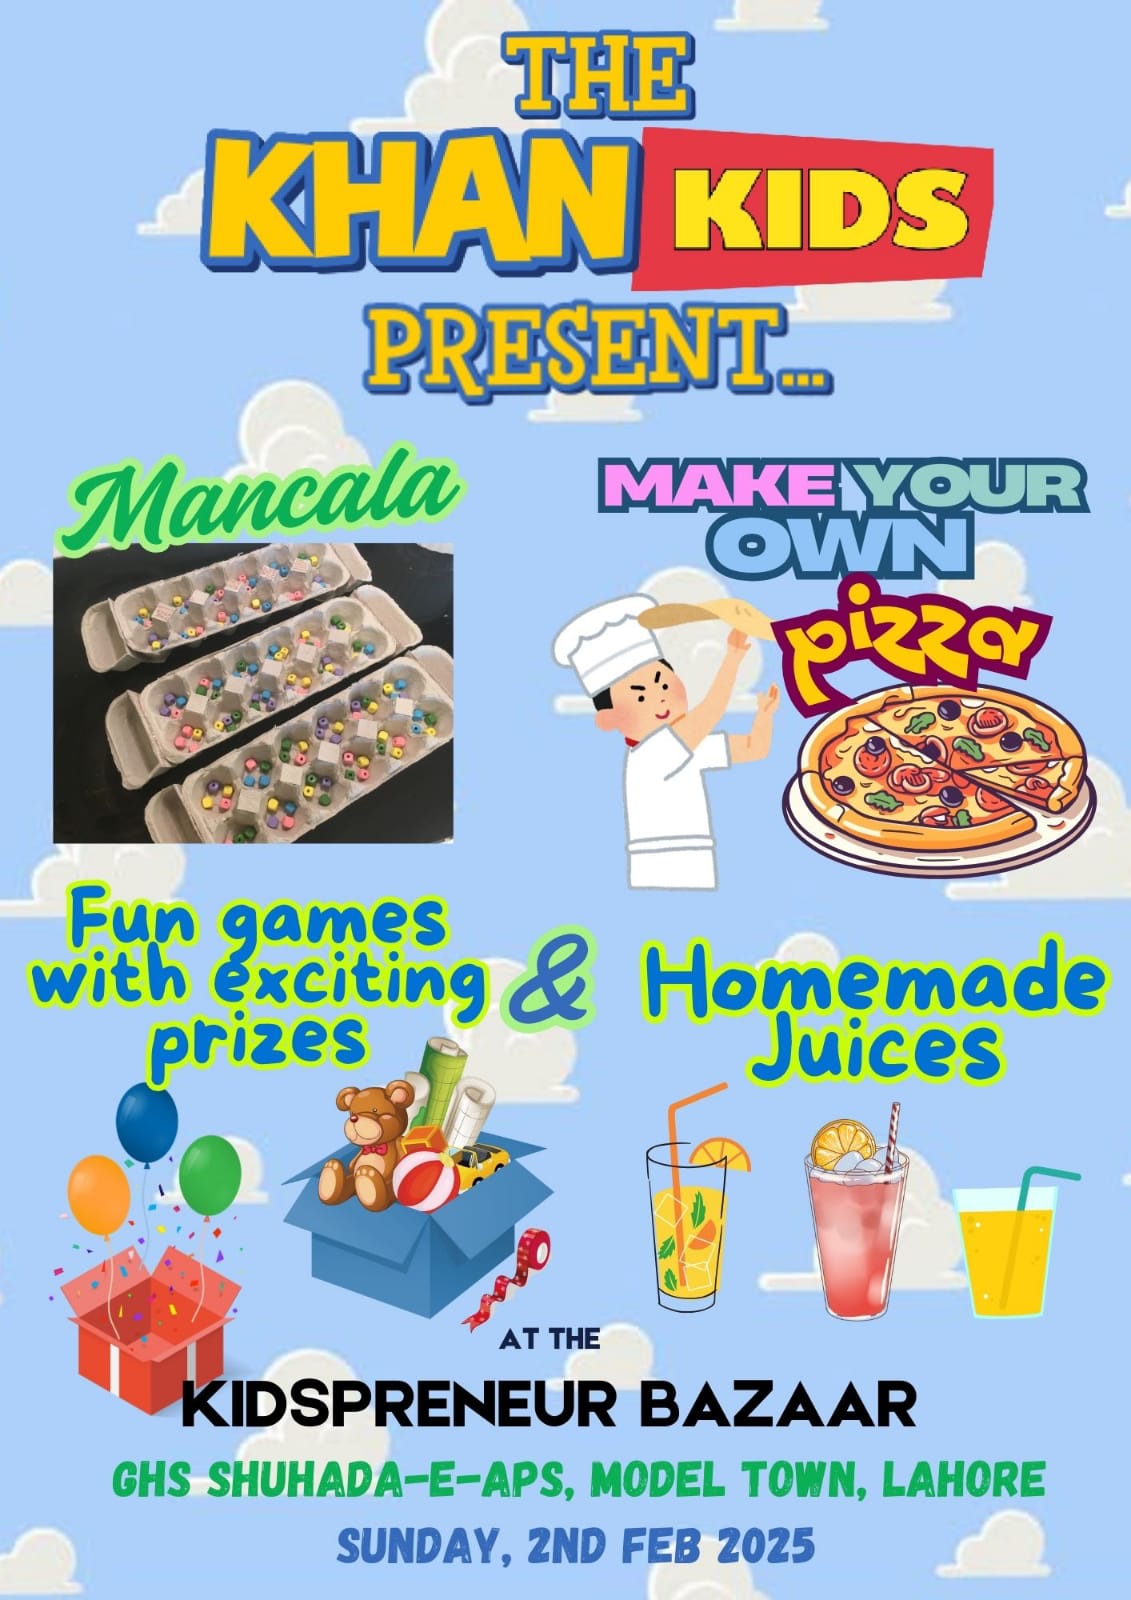 THE
KHAN KIDS
PRESENT...
Mancala
MAKE YOUR
OWN
pizza
Fun games
with exciting
prizes
&
Homemade
Juices
AT THE
KIDSPRENEUR BAZAAR
GHS SHUHADA-E-APS, MODEL TOWN, LAHORE
SUNDAY, 2ND FEB 2025